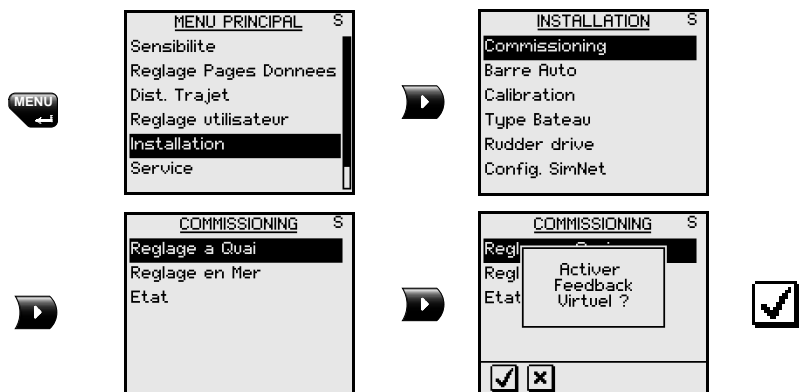 MENU PRINCIPAL S
Sensibilite
Reglage Pages Donnees
Dist. Trajet
Reglage utilisateur
Installation
Service
MENU
INSTALLATION S
Commissioning
Barre Auto
Calibration
Type Bateau
Rudder drive
Config. SimNet
COMMISSIONING S
Reglage a Quai
Reglage en Mer
Etat
COMMISSIONING S
Regl
Regl
Etat
Activer
Feedback
Virtuel ?